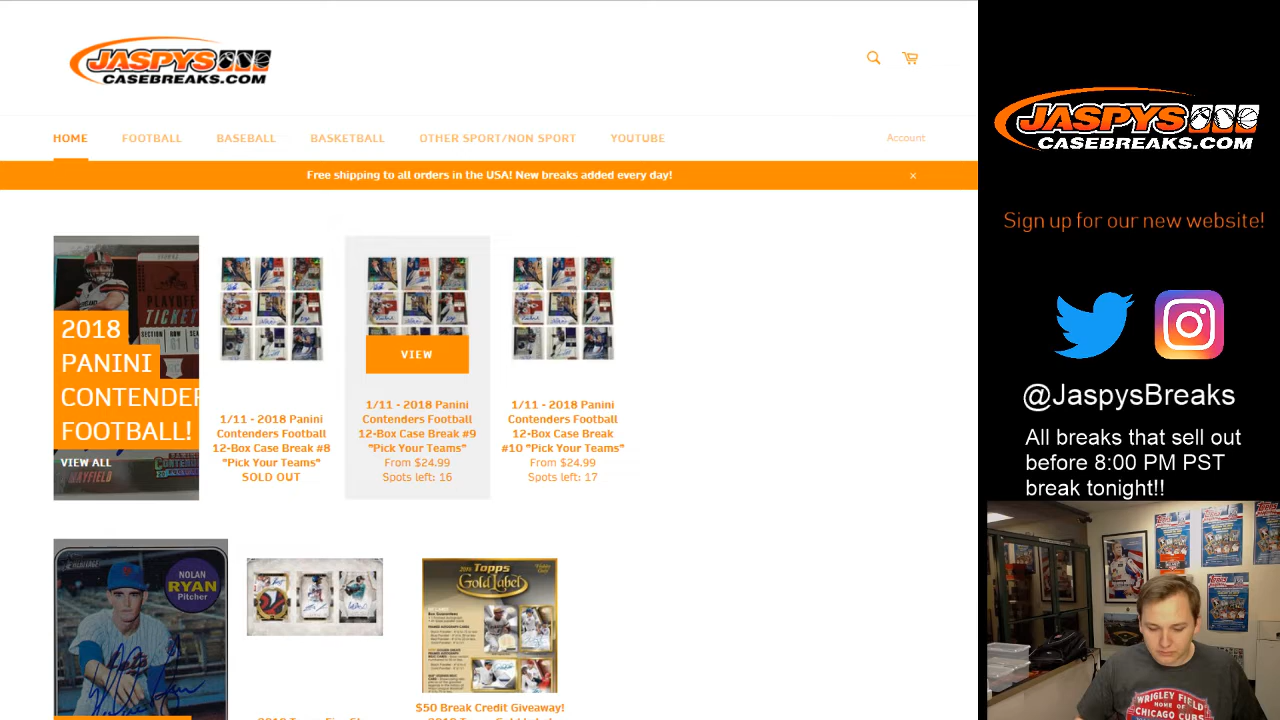 JASPYS
CASEBREAKS.COM
HOME
FOOTBALL
BASEBALL
BASKETBALL
OTHER SPORT/NON SPORT
YOUTUBE
Account
Free shipping to all orders in the USA! New breaks added every day!
×
2018
PANINI
CONTENDER
FOOTBALL!
VIEW ALL
PLAYOFF
TICKET
MAYFIELD
1/11 - 2018 Panini
Contenders Football
12-Box Case Break #8
"Pick Your Teams"
SOLD OUT
VIEW
1/11 - 2018 Panini
Contenders Football
12-Box Case Break #9
"Pick Your Teams"
From $24.99
Spots left: 16
1/11 - 2018 Panini
Contenders Football
12-Box Case Break
#10 "Pick Your Teams"
From $24.99
Spots left: 17
NOLAN
RYAN
Pitcher
Topps
Gold Label
$50 Break Credit Giveaway!
JASPYS
CASEBREAKS.COM
Sign up for our new website!
@JaspysBreaks
All breaks that sell out
before 8:00 PM PST
break tonight!!
WRIGLEY FIELD
HOME OF
CHICAGO CUBS